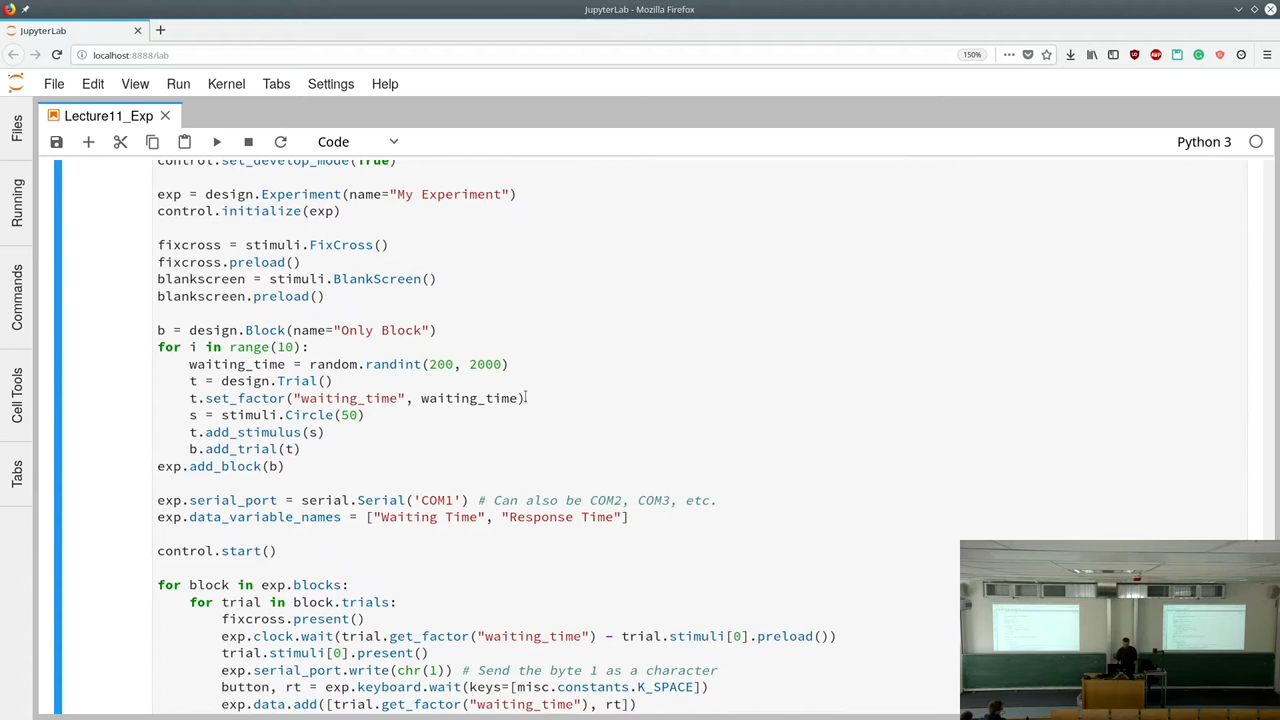 JupyterLab - Mozilla Firefox
JupyterLab
localhost:8888/lab
150%
File Edit View Run Kernel Tabs Settings Help
Lecture11_Exp
Code
Python 3
Files
Running
Commands
Cell Tools
Tabs
control.set_develop_mode(True)
exp = design.Experiment(name="My Experiment")
control.initialize(exp)
fixcross = stimuli.FixCross()
fixcross.preload()
blankscreen = stimuli.BlankScreen()
blankscreen.preload()
b = design.Block(name="Only Block")
for i in range(10):
    waiting_time = random.randint(200, 2000)
    t = design.Trial()
    t.set_factor("waiting_time", waiting_time)
    s = stimuli.Circle(50)
    t.add_stimulus(s)
    b.add_trial(t)
exp.add_block(b)
exp.serial_port = serial.Serial('COM1') # Can also be COM2, COM3, etc.
exp.data_variable_names = ["Waiting Time", "Response Time"]
control.start()
for block in exp.blocks:
    for trial in block.trials:
        fixcross.present()
        exp.clock.wait(trial.get_factor("waiting_time") - trial.stimuli[0].preload())
        trial.stimuli[0].present()
        exp.serial_port.write(chr(1)) # Send the byte 1 as a character
        button, rt = exp.keyboard.wait(keys=[misc.constants.K_SPACE])
        exp.data.add([trial.get_factor("waiting_time"), rt])